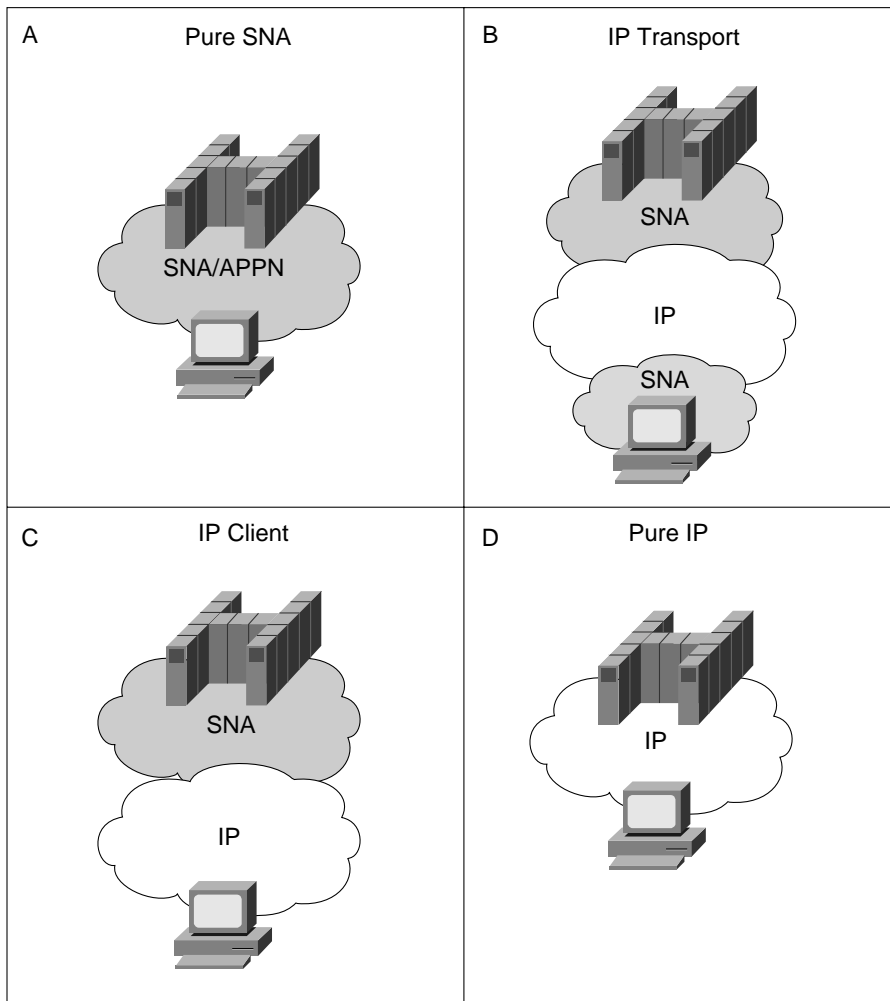 A
Pure SNA
SNA/APPN
B
IP Transport
SNA
IP
SNA
C
IP Client
SNA
IP
D
Pure IP
IP